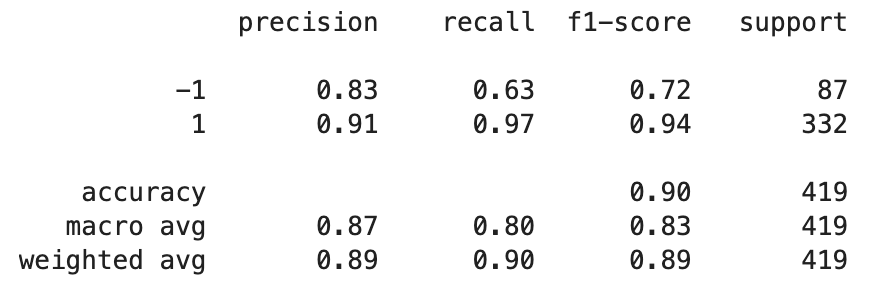 precision recall f1-score support
-1 0.83 0.63 0.72 87
1 0.91 0.97 0.94 332
accuracy 0.90 419
macro avg 0.87 0.80 0.83 419
weighted avg 0.89 0.90 0.89 419